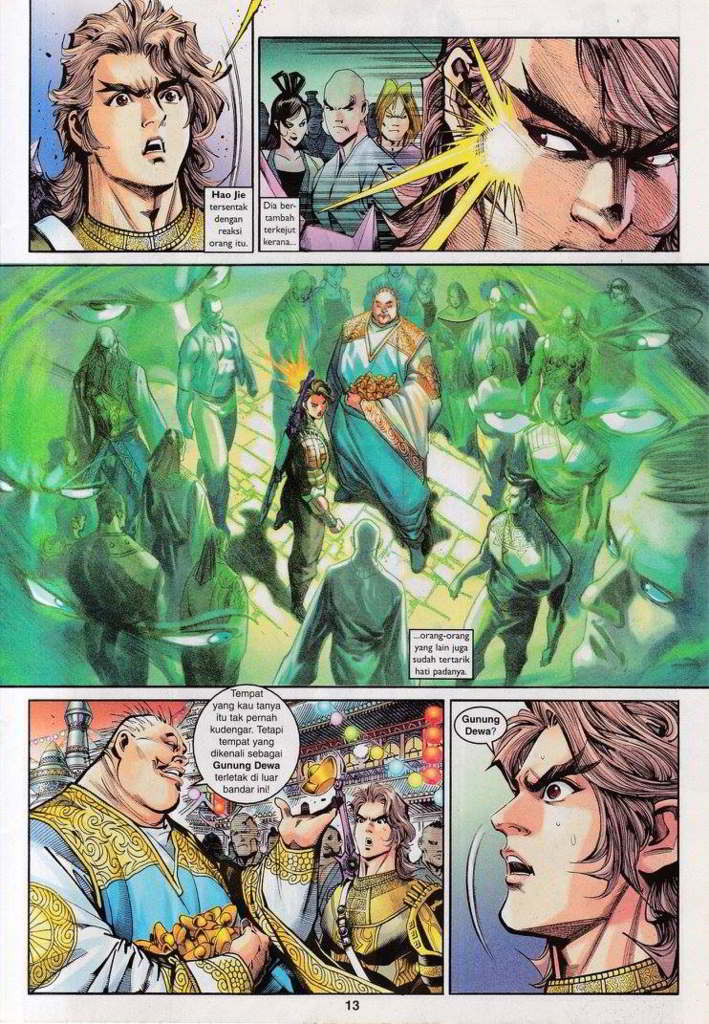 Hao Jie
tersentak
dengan
reaksi
orang itu.
Dia ber-
tambah
terkejut
kerana...
...orang-orang
yang lain juga
sudah tertarik
hati padanya.
Tempat
yang kau tanya
itu tak pernah
kudengar. Tetapi
tempat yang
dikenali sebagai
Gunung Dewa
terletak di luar
bandar ini!
Gunung
Dewa?
13